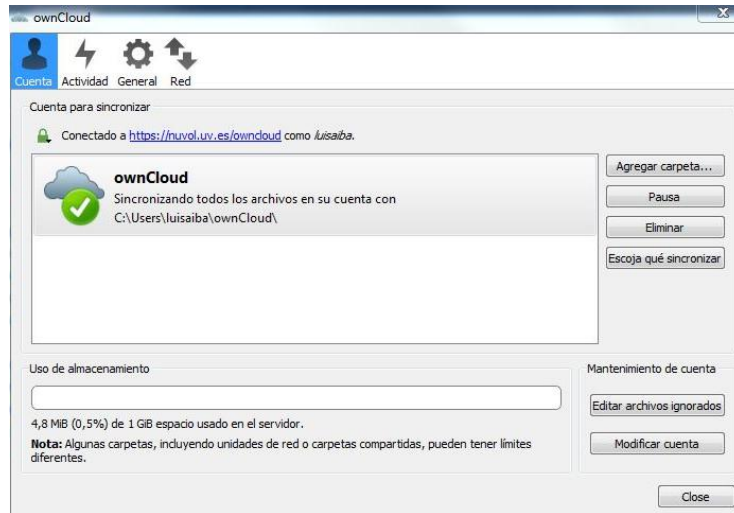 ownCloud
Cuenta Actividad General Red
Cuenta para sincronizar
Conectado a https://nuvol.uv.es/owncloud como luisaiba.
ownCloud
Sincronizando todos los archivos en su cuenta con
C:\Users\luisaiba\ownCloud\
Agregar carpeta...
Pausa
Eliminar
Escoja qué sincronizar
Uso de almacenamiento
4,8 MiB (0,5%) de 1 GiB espacio usado en el servidor.
Nota: Algunas carpetas, incluyendo unidades de red o carpetas compartidas, pueden tener límites
diferentes.
Mantenimiento de cuenta
Editar archivos ignorados
Modificar cuenta
Close